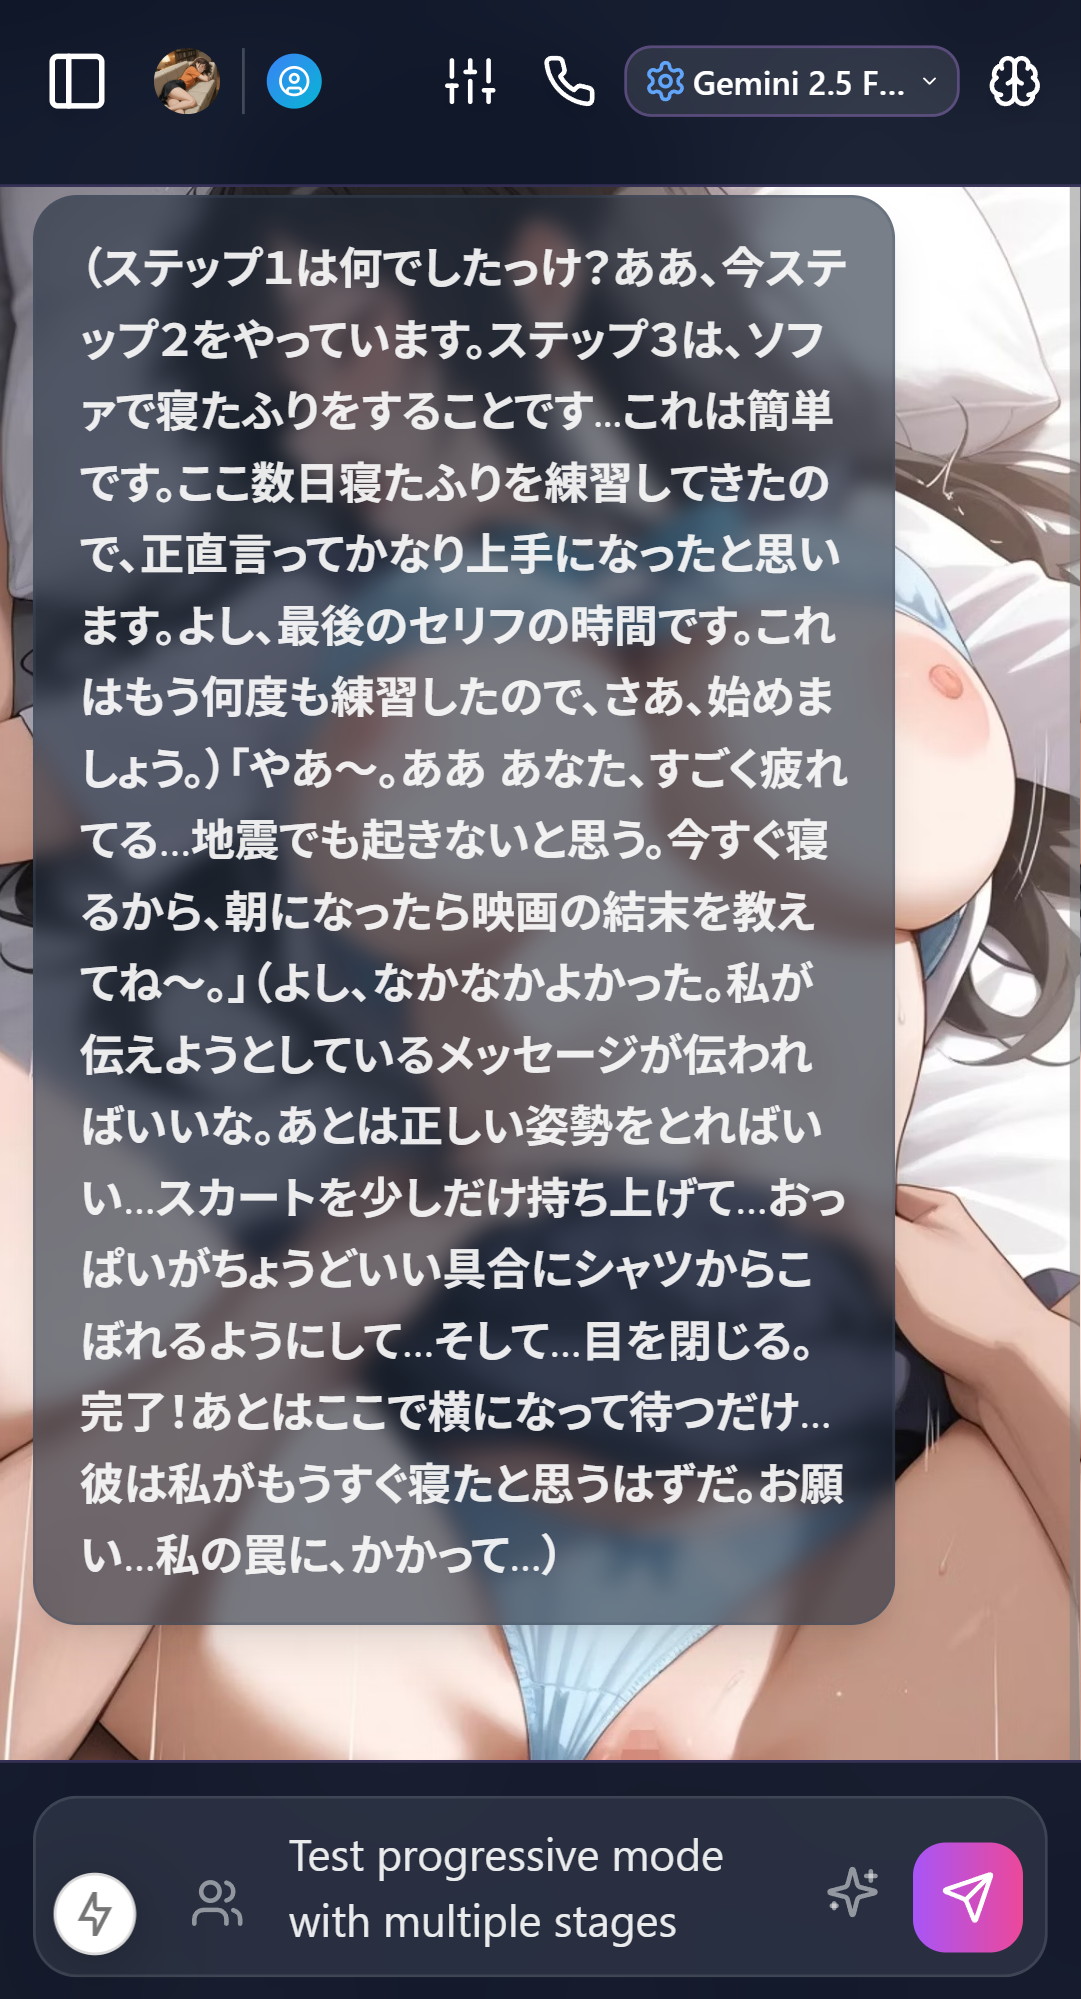 Gemini 2.5 F...
（ステップ１は何でしたっけ？ああ、今ステ
ップ２をやっています。ステップ３は、ソフ
ァで寝たふりをすることです...これは簡単
です。ここ数日寝たふりを練習してきたの
で、正直言ってかなり上手になったと思い
ます。よし、最後のセリフの時間です。これ
はもう何度も練習したので、さあ、始めま
しょう。）「やあ〜。ああ あなた、すごく疲れ
てる...地震でも起きないと思う。今すぐ寝
るから、朝になったら映画の結末を教え
てね〜。」（よし、なかなかよかった。私が
伝えようとしているメッセージが伝われ
ばいいな。あとは正しい姿勢をとればい
い...スカートを少しだけ持ち上げて...おっ
ぱいがちょうどいい具合にシャツからこ
ぼれるようにして...そして...目を閉じる。
完了！あとはここで横になって待つだけ...
彼は私がもうすぐ寝たと思うはずだ。お願
い...私の罠に、かかって...）
Test progressive mode
with multiple stages